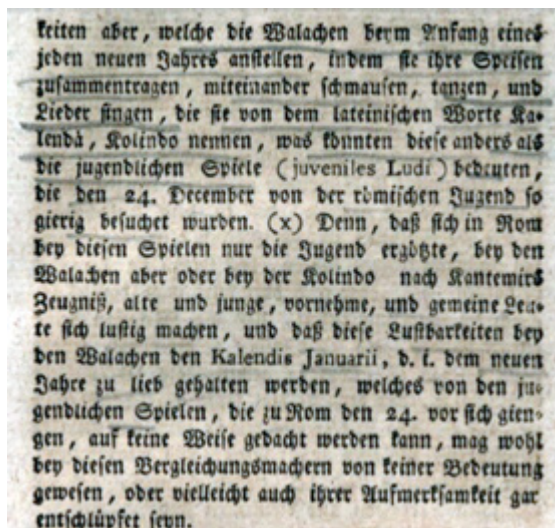 keiten aber, welche die Walachen beym Anfang eines
jeden neuen Jahres anstellen, indem sie ihre Speisen
zusammentragen, miteinander schmausen, tanzen, und
Lieder singen, die sie von dem lateinischen Worte Ka-
lendä, Kolindo nennen, was könnten diese anders als
die jugendlichen Spiele (juveniles Ludi) bedeuten,
die den 24. December von der römischen Jugend so
gierig besuchet wurden. (x) Denn, daß sich in Rom
bey diesen Spielen nur die Jugend ergötzte, bey den
Walachen aber oder bey der Kolindo nach Kantemirs
Zeugniß, alte und junge, vornehme, und gemeine Leu-
te sich lustig machen, und daß diese Lustbarkeiten bey
den Walachen den Kalendis Januarii, d. i. dem neuen
Jahre zu lieb gehalten werden, welches von den ju-
gendlichen Spielen, die zu Rom den 24. vor sich gien-
gen, auf keine Weise gedacht werden kann, mag wohl
bey diesen Vergleichungsmachern von keiner Bedeutung
gewesen, oder vielleicht auch ihrer Aufmerksamkeit gar
entschlüpfet seyn.